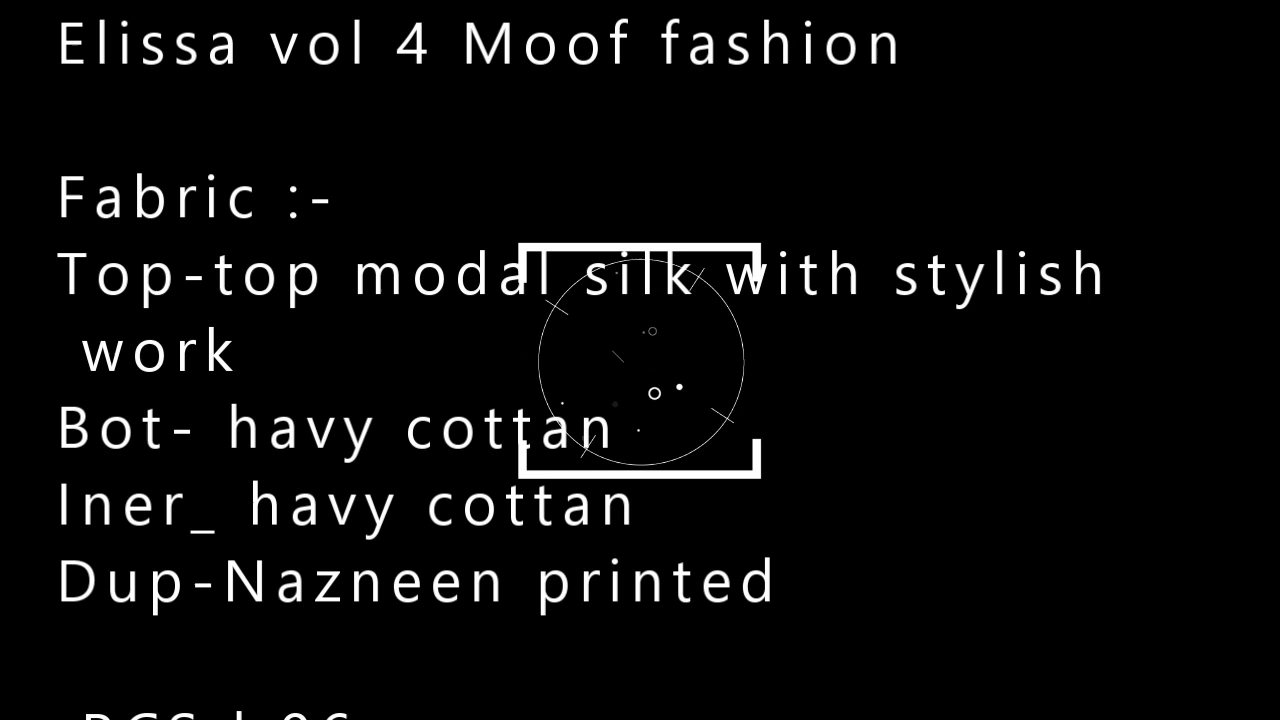 Elissa vol 4 Moof fashion
Fabric :-
Top-top modal silk with stylish
work
Bot- havy cottan
Iner_ havy cottan
Dup-Nazneen printed